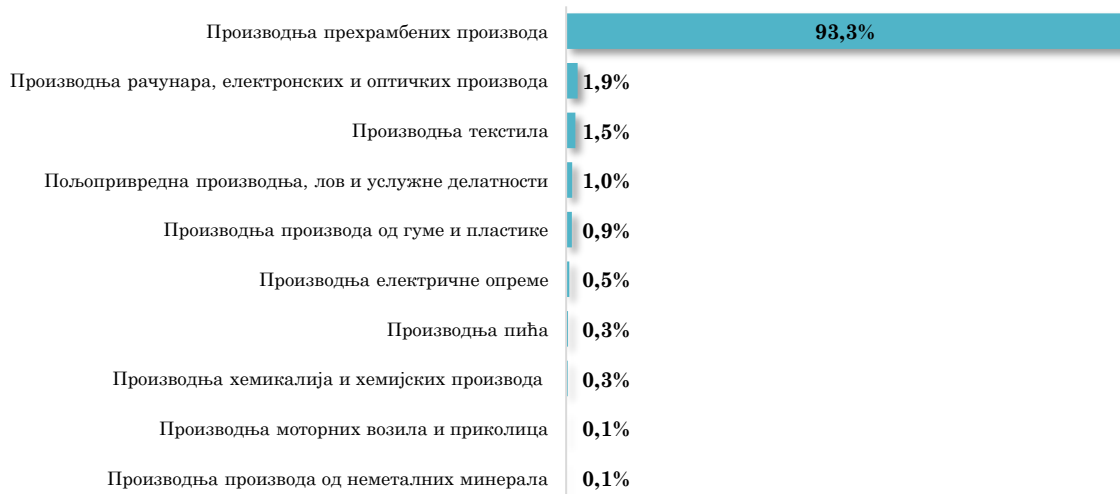 Производња прехрамбених производа 93,3%
Производња рачунара, електронских и оптичких производа 1,9%
Производња текстила 1,5%
Пољопривредна производња, лов и услужне делатности 1,0%
Производња производа од гуме и пластике 0,9%
Производња електричне опреме 0,5%
Производња пића 0,3%
Производња хемикалија и хемијских производа 0,3%
Производња моторних возила и приколица 0,1%
Производња производа од неметалних минерала 0,1%